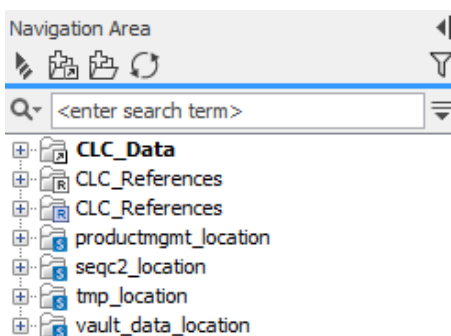 Navigation Area
<enter search term>
CLC_Data
CLC_References
CLC_References
productmgmt_location
seqc2_location
tmp_location
vault_data_location